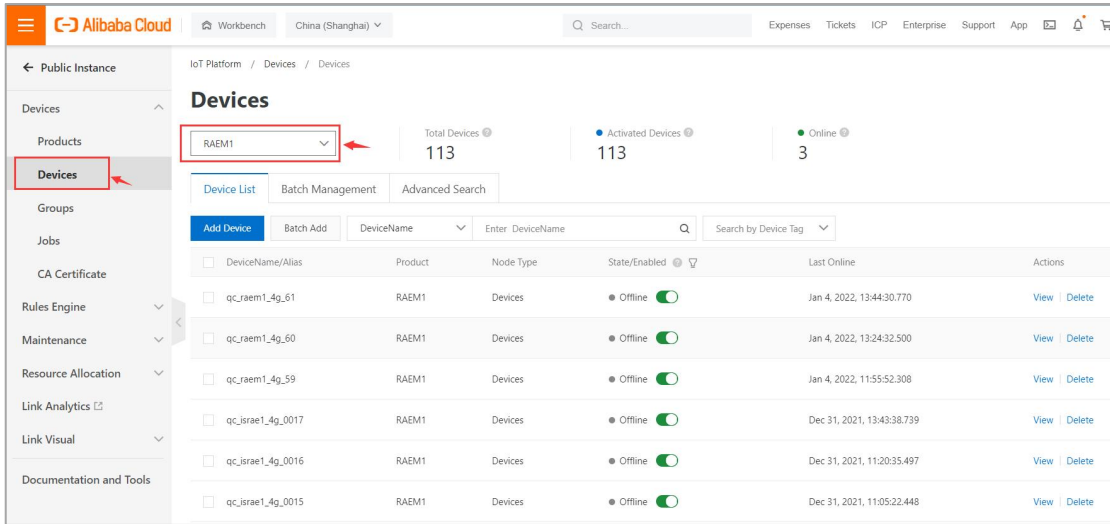 Alibaba Cloud Workbench China (Shanghai) Search... Expenses Tickets ICP Enterprise Support App
Public Instance
IoT Platform / Devices / Devices
Devices
Devices
RAEM1
Total Devices
113
Activated Devices
113
Online
3
Products
Devices
Groups
Jobs
CA Certificate
Rules Engine
Maintenance
Resource Allocation
Link Analytics
Link Visual
Documentation and Tools
Device List Batch Management Advanced Search
Add Device Batch Add DeviceName Enter DeviceName Search by Device Tag
DeviceName/Alias Product Node Type State/Enabled Last Online Actions
qc_raem1_4g_61 RAEM1 Devices Offline Jan 4, 2022, 13:44:30.770 View Delete
qc_raem1_4g_60 RAEM1 Devices Offline Jan 4, 2022, 13:24:32.500 View Delete
qc_raem1_4g_59 RAEM1 Devices Offline Jan 4, 2022, 11:55:52.308 View Delete
qc_israe1_4g_0017 RAEM1 Devices Offline Dec 31, 2021, 13:43:38.739 View Delete
qc_israe1_4g_0016 RAEM1 Devices Offline Dec 31, 2021, 11:20:35.497 View Delete
qc_israe1_4g_0015 RAEM1 Devices Offline Dec 31, 2021, 11:05:22.448 View Delete